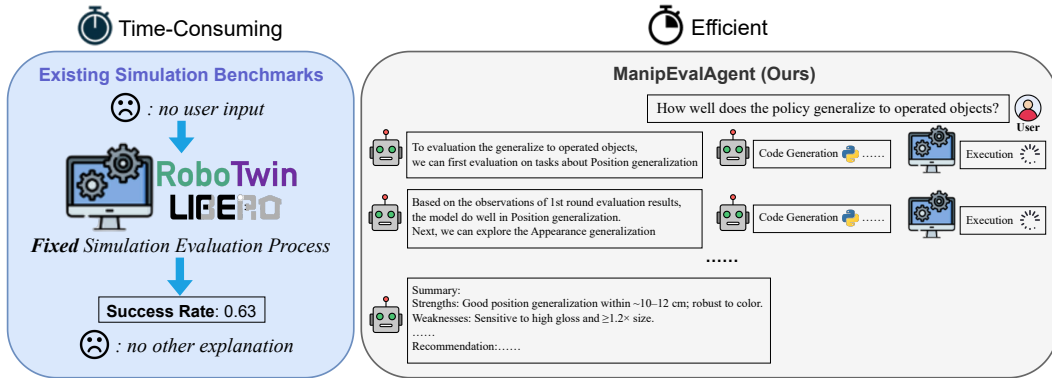 Time-Consuming
Existing Simulation Benchmarks
: no user input
RoboTwin
LIBERO
Fixed Simulation Evaluation Process
Success Rate: 0.63
: no other explanation
Efficient
ManipEvalAgent (Ours)
How well does the policy generalize to operated objects?
User
To evaluation the generalize to operated objects,
we can first evaluation on tasks about Position generalization
Code Generation ......
Execution
Based on the observations of 1st round evaluation results,
the model do well in Position generalization.
Next, we can explore the Appearance generalization
Code Generation ......
Execution
......
Summary:
Strengths: Good position generalization within ~10–12 cm; robust to color.
Weaknesses: Sensitive to high gloss and ≥1.2× size.
......
Recommendation:......